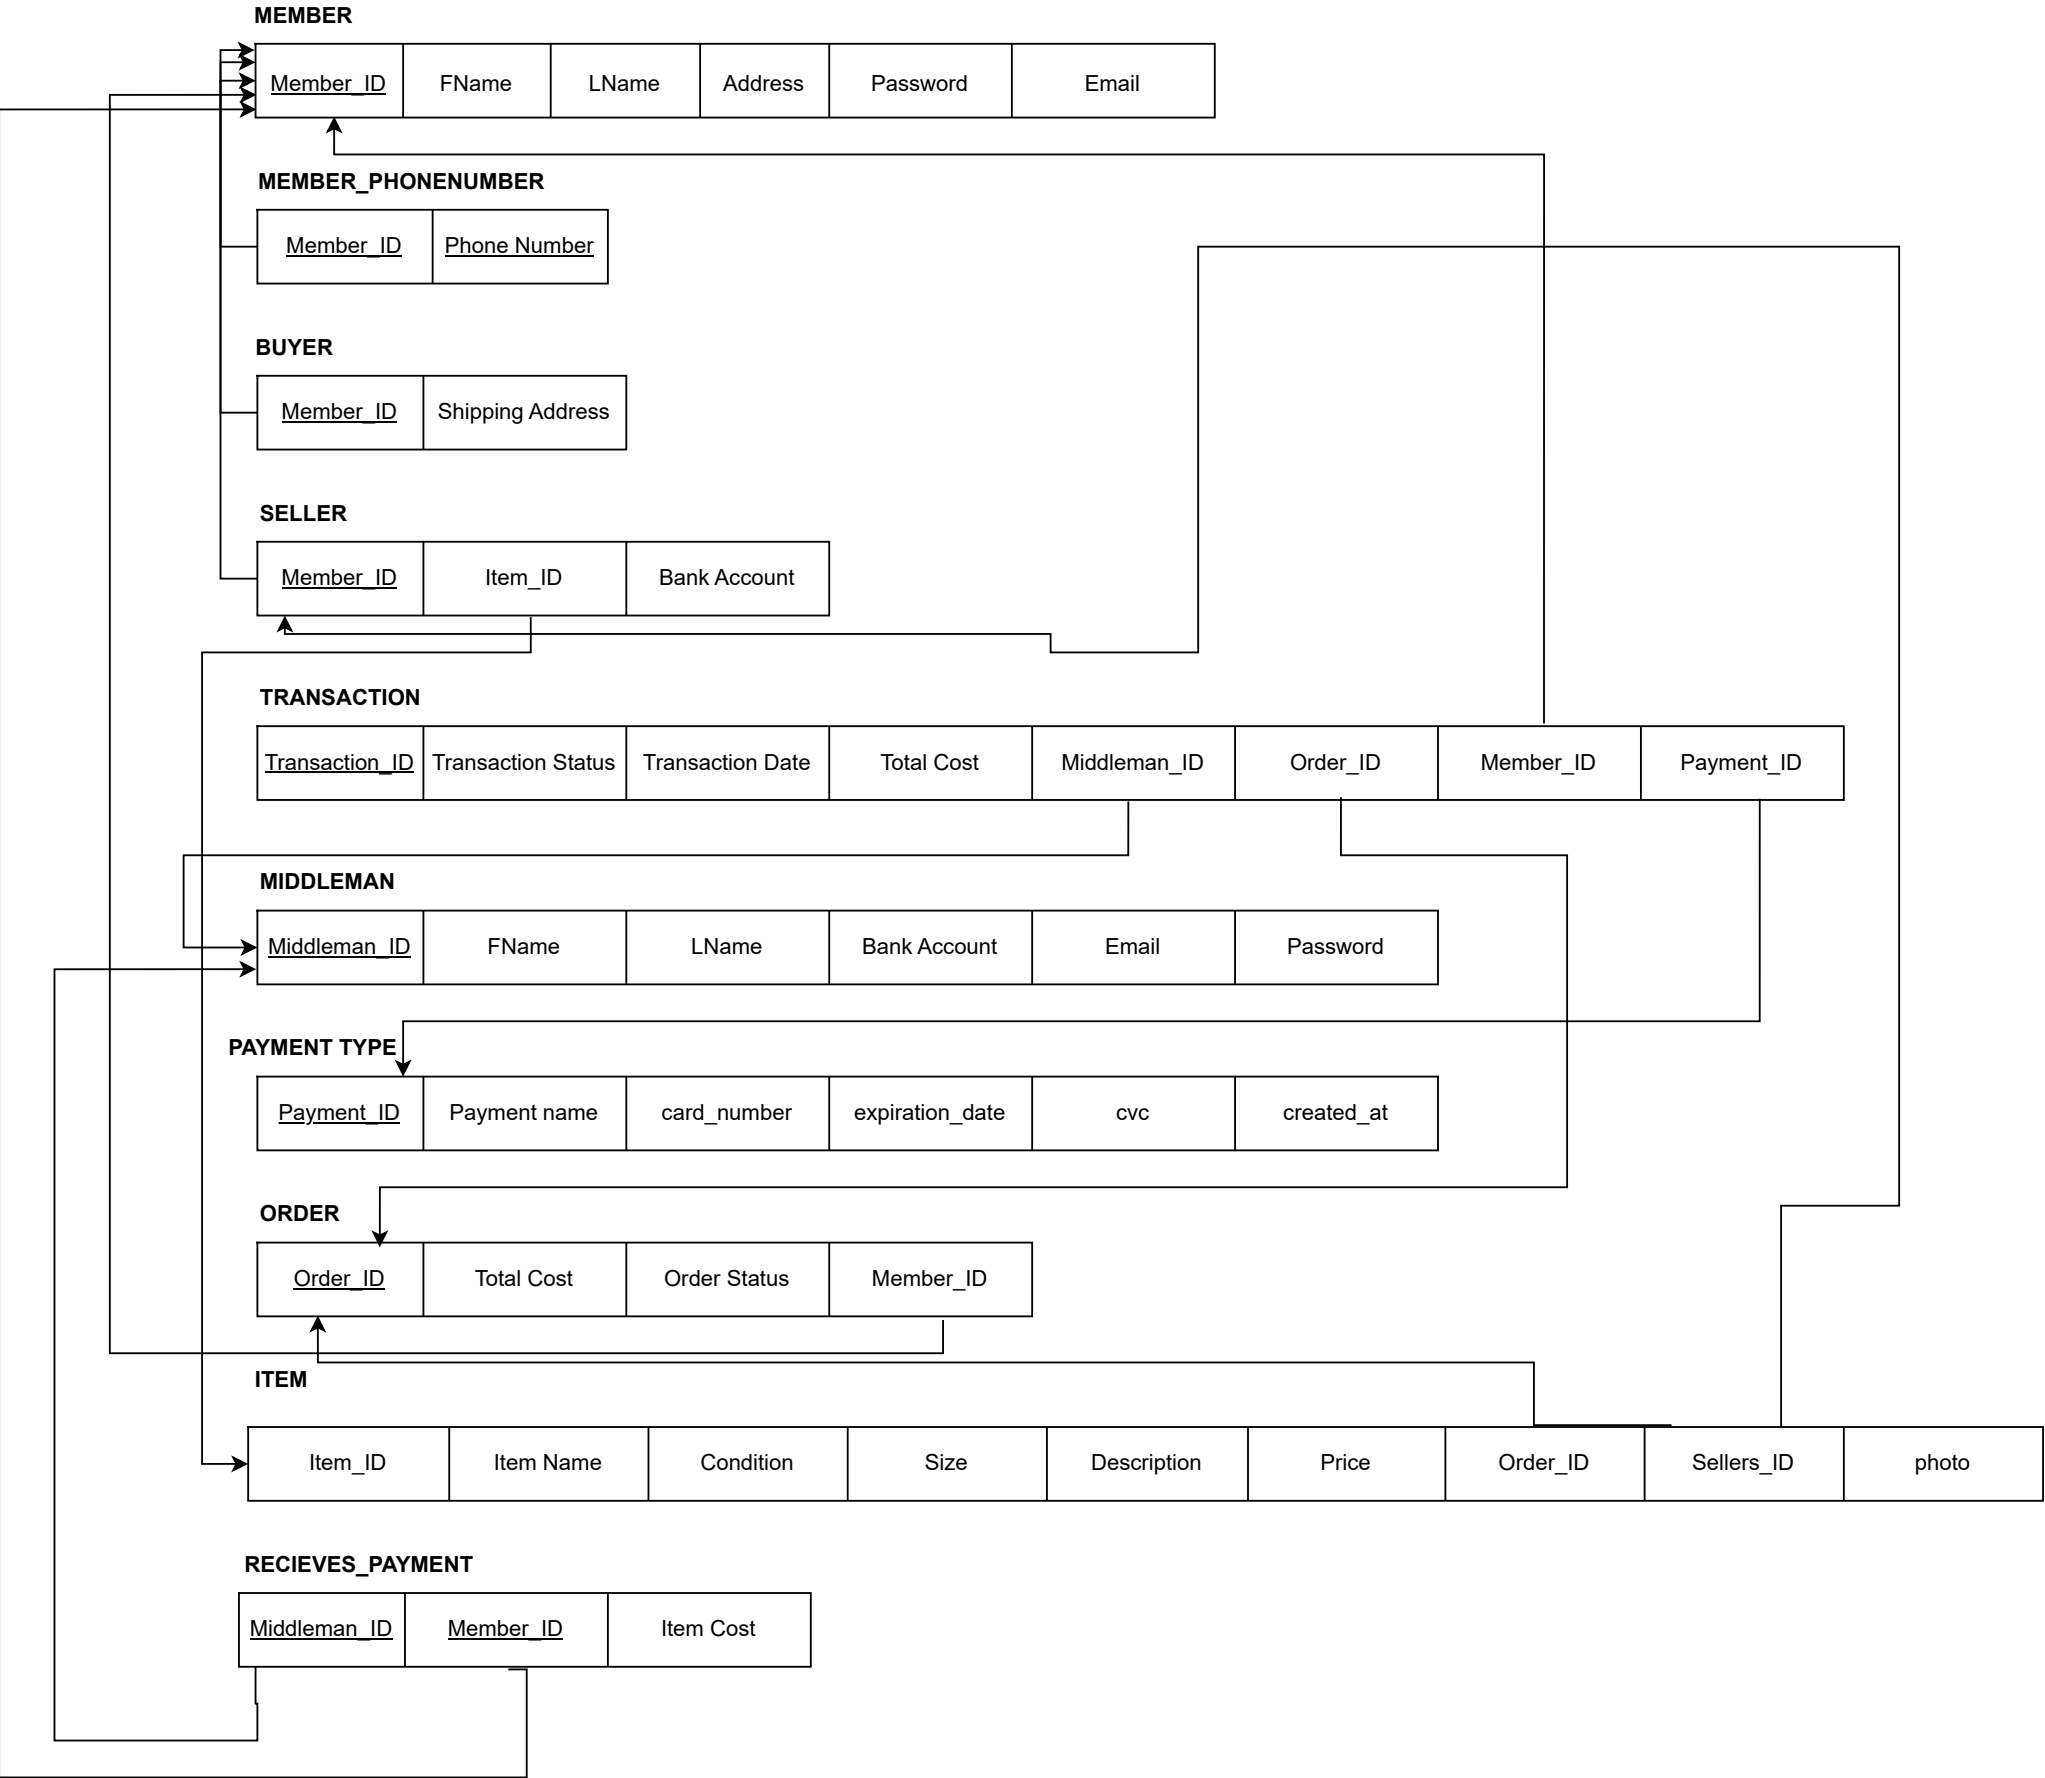 MEMBER
Member_ID FName LName Address Password Email
MEMBER_PHONENUMBER
Member_ID Phone Number
BUYER
Member_ID Shipping Address
SELLER
Member_ID Item_ID Bank Account
TRANSACTION
Transaction_ID Transaction Status Transaction Date Total Cost Middleman_ID Order_ID Member_ID Payment_ID
MIDDLEMAN
Middleman_ID FName LName Bank Account Email Password
PAYMENT TYPE
Payment_ID Payment name card_number expiration_date cvc created_at
ORDER
Order_ID Total Cost Order Status Member_ID
ITEM
Item_ID Item Name Condition Size Description Price Order_ID Sellers_ID photo
RECIEVES_PAYMENT
Middleman_ID Member_ID Item Cost